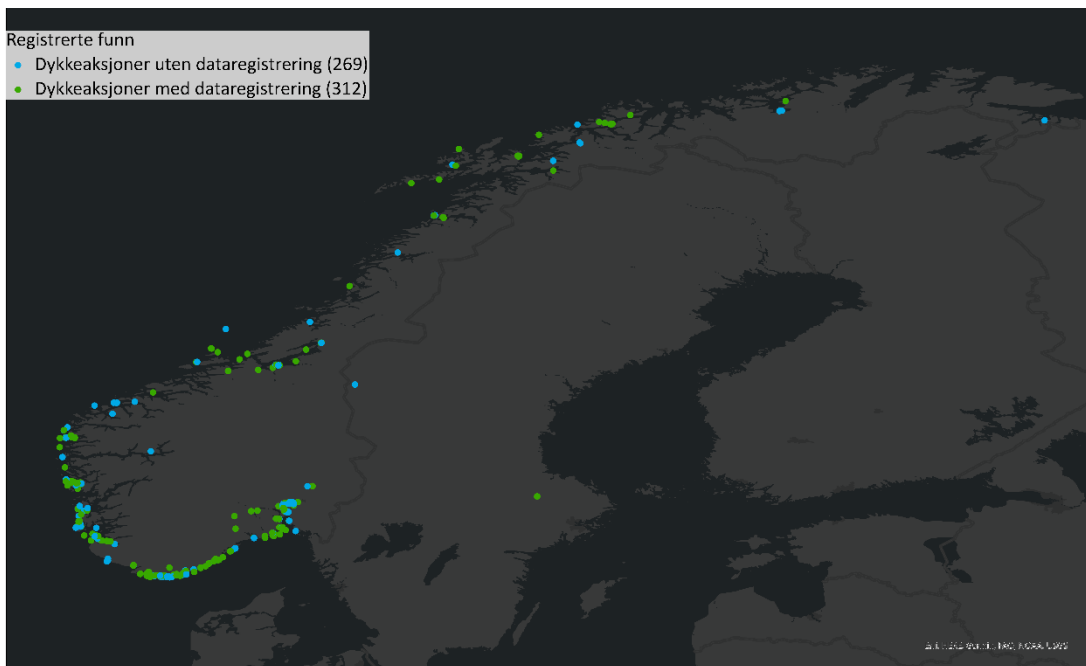 Registrerte funn
Dykkeaksjoner uten dataregistrering (269)
Dykkeaksjoner med dataregistrering (312)